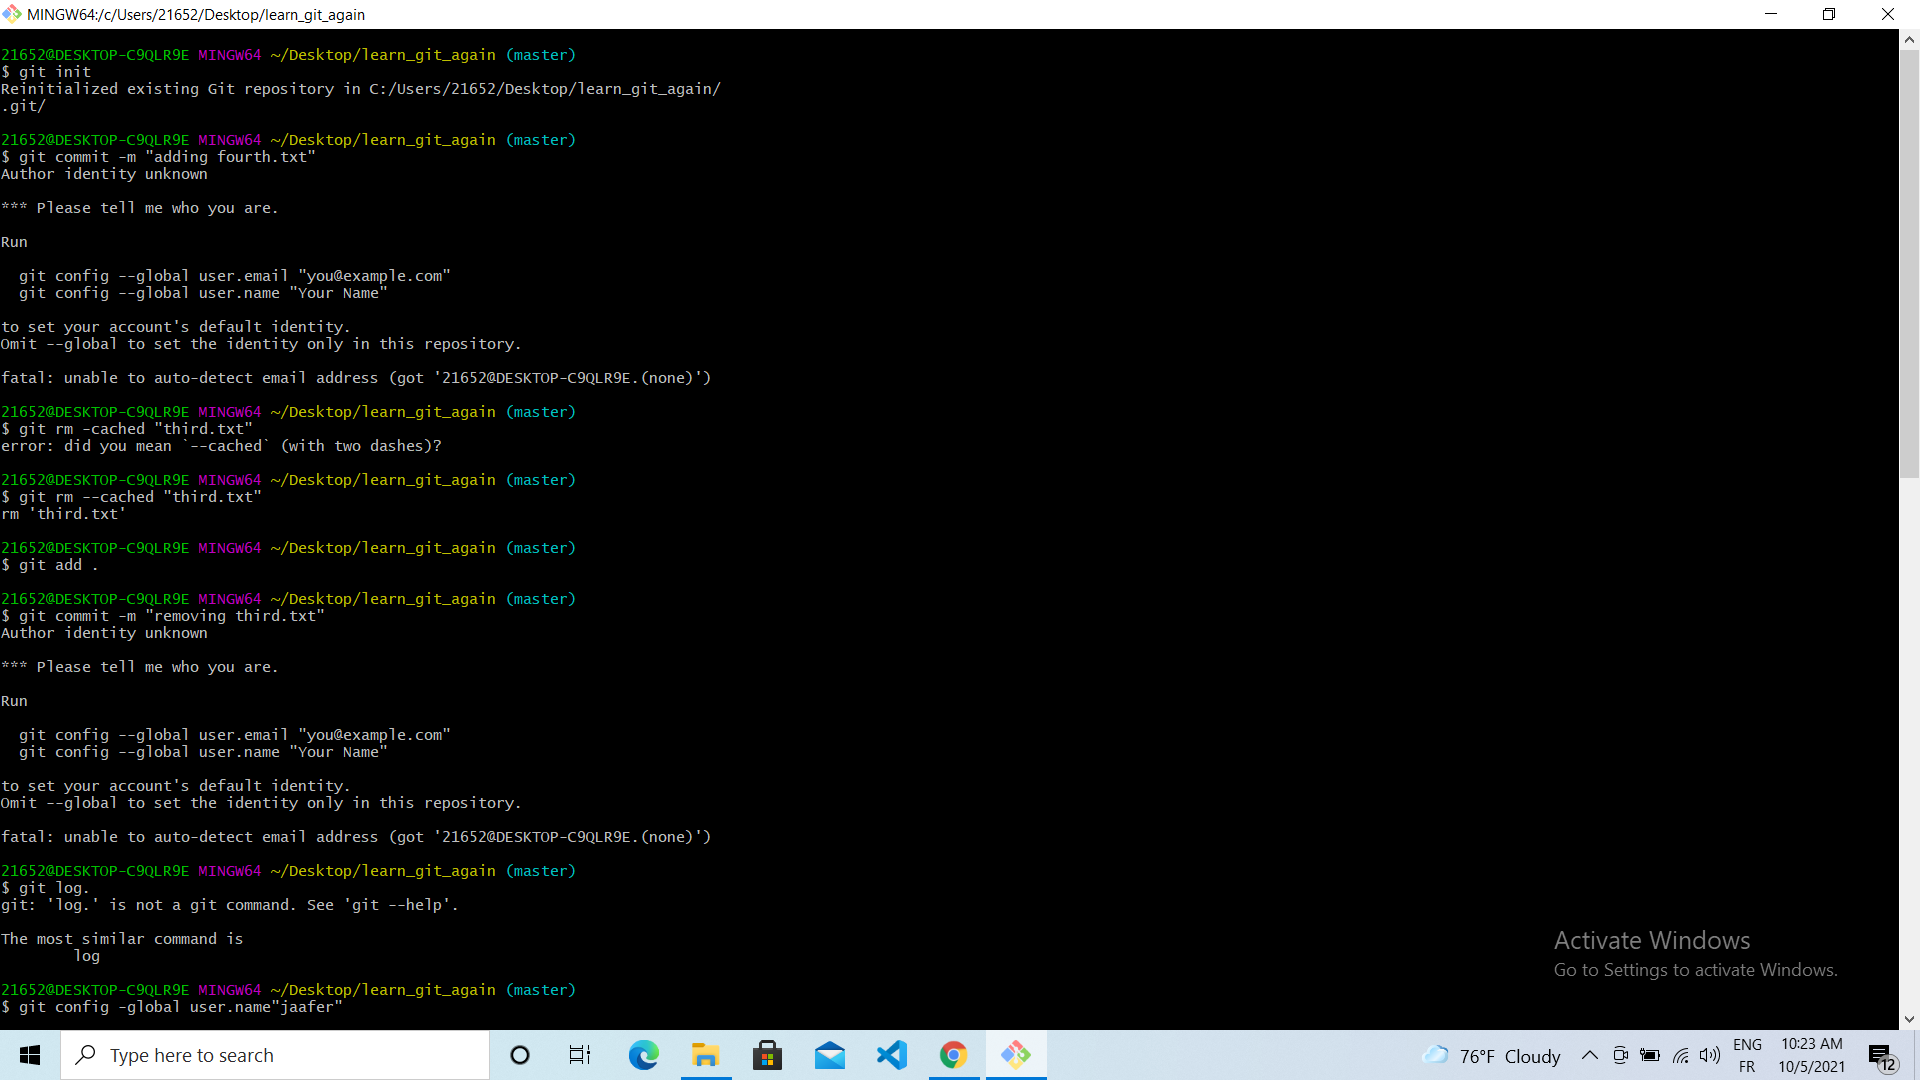 MINGW64:/c/Users/21652/Desktop/learn_git_again
21652@DESKTOP-C9QLR9E MINGW64 ~/Desktop/learn_git_again (master)
$ git init
Reinitialized existing Git repository in C:/Users/21652/Desktop/learn_git_again/
.git/
21652@DESKTOP-C9QLR9E MINGW64 ~/Desktop/learn_git_again (master)
$ git commit -m "adding fourth.txt"
Author identity unknown
*** Please tell me who you are.
Run
git config --global user.email "you@example.com"
git config --global user.name "Your Name"
to set your account's default identity.
Omit --global to set the identity only in this repository.
fatal: unable to auto-detect email address (got '21652@DESKTOP-C9QLR9E.(none)')
21652@DESKTOP-C9QLR9E MINGW64 ~/Desktop/learn_git_again (master)
$ git rm -cached "third.txt"
error: did you mean `--cached` (with two dashes)?
21652@DESKTOP-C9QLR9E MINGW64 ~/Desktop/learn_git_again (master)
$ git rm --cached "third.txt"
rm 'third.txt'
21652@DESKTOP-C9QLR9E MINGW64 ~/Desktop/learn_git_again (master)
$ git add .
21652@DESKTOP-C9QLR9E MINGW64 ~/Desktop/learn_git_again (master)
$ git commit -m "removing third.txt"
Author identity unknown
*** Please tell me who you are.
Run
git config --global user.email "you@example.com"
git config --global user.name "Your Name"
to set your account's default identity.
Omit --global to set the identity only in this repository.
fatal: unable to auto-detect email address (got '21652@DESKTOP-C9QLR9E.(none)')
21652@DESKTOP-C9QLR9E MINGW64 ~/Desktop/learn_git_again (master)
$ git log.
git: 'log.' is not a git command. See 'git --help'.
The most similar command is
log
21652@DESKTOP-C9QLR9E MINGW64 ~/Desktop/learn_git_again (master)
$ git config -global user.name"jaafer"
Activate Windows
Go to Settings to activate Windows.
Type here to search
76°F Cloudy
ENG
FR
10:23 AM
10/5/2021
12